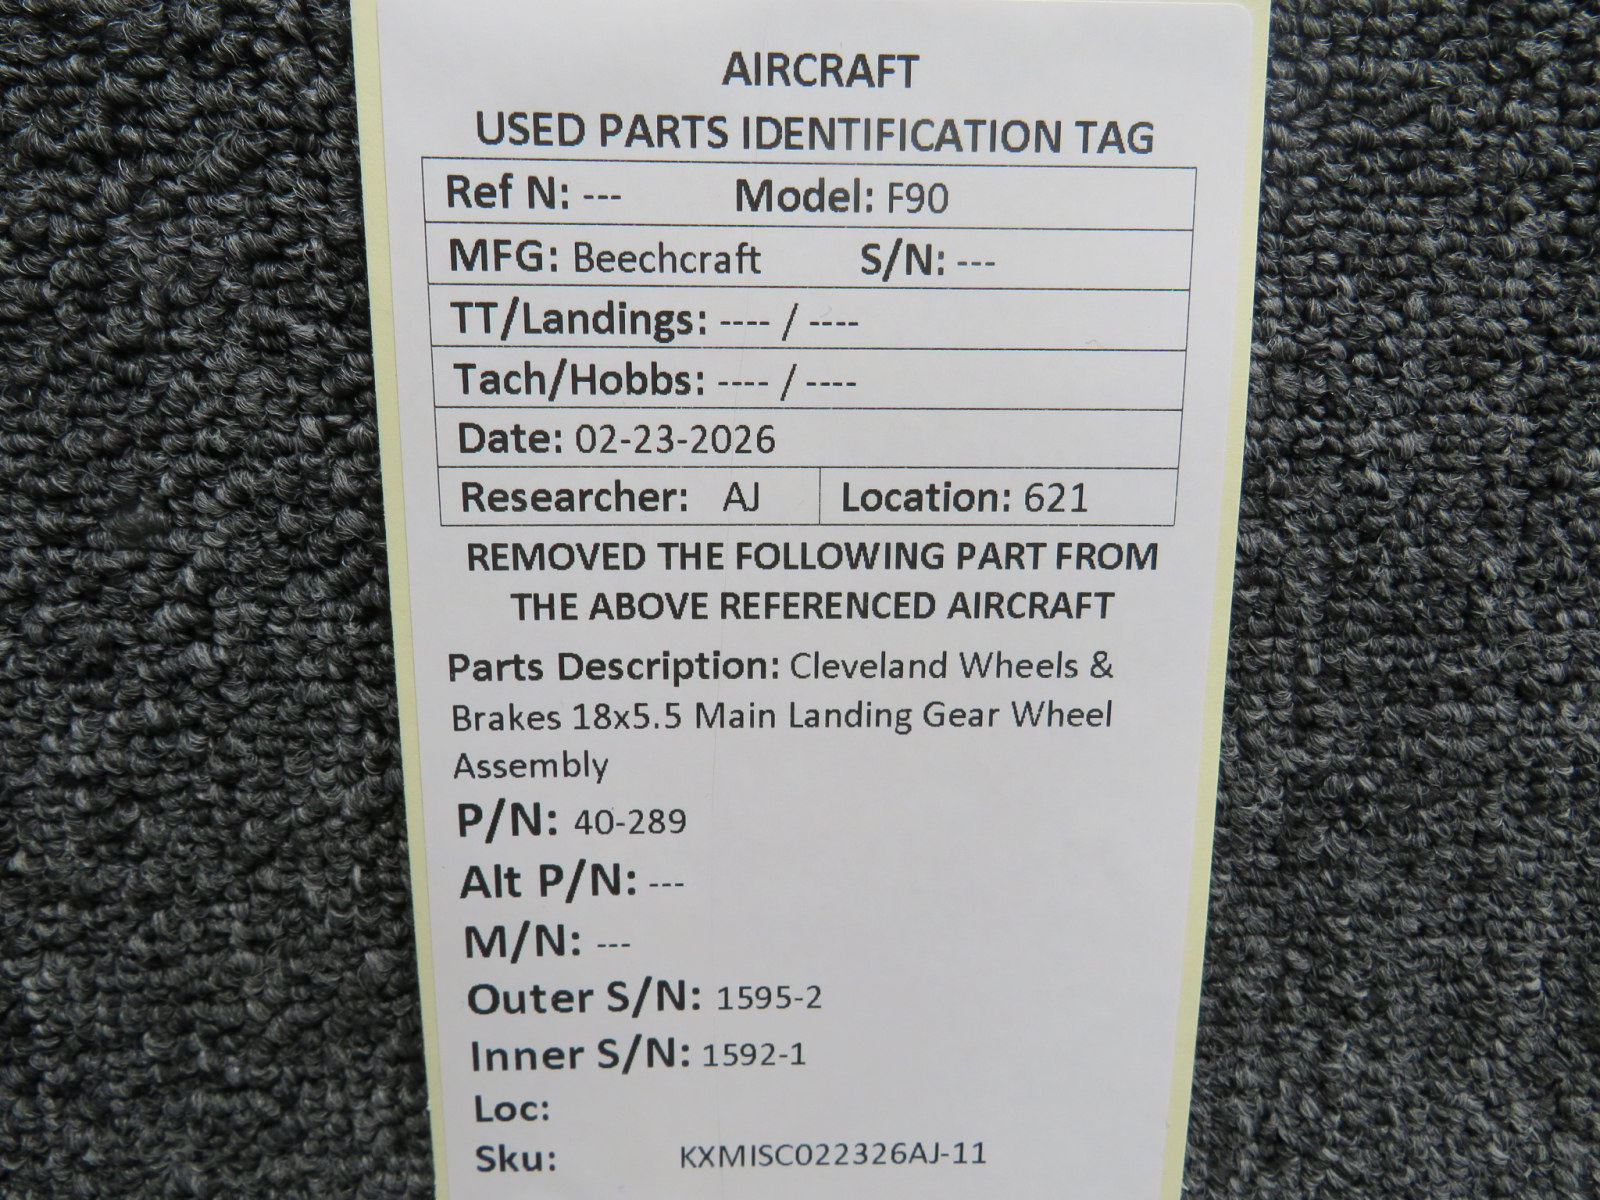 AIRCRAFT
USED PARTS IDENTIFICATION TAG
Ref N: --- Model: F90
MFG: Beechcraft S/N: ---
TT/Landings: ---- / ----
Tach/Hobbs: ---- / ----
Date: 02-23-2026
Researcher: AJ Location: 621
REMOVED THE FOLLOWING PART FROM
THE ABOVE REFERENCED AIRCRAFT
Parts Description: Cleveland Wheels &
Brakes 18x5.5 Main Landing Gear Wheel
Assembly
P/N: 40-289
Alt P/N: ---
M/N: ---
Outer S/N: 1595-2
Inner S/N: 1592-1
Loc:
Sku: KXMISC022326AJ-11